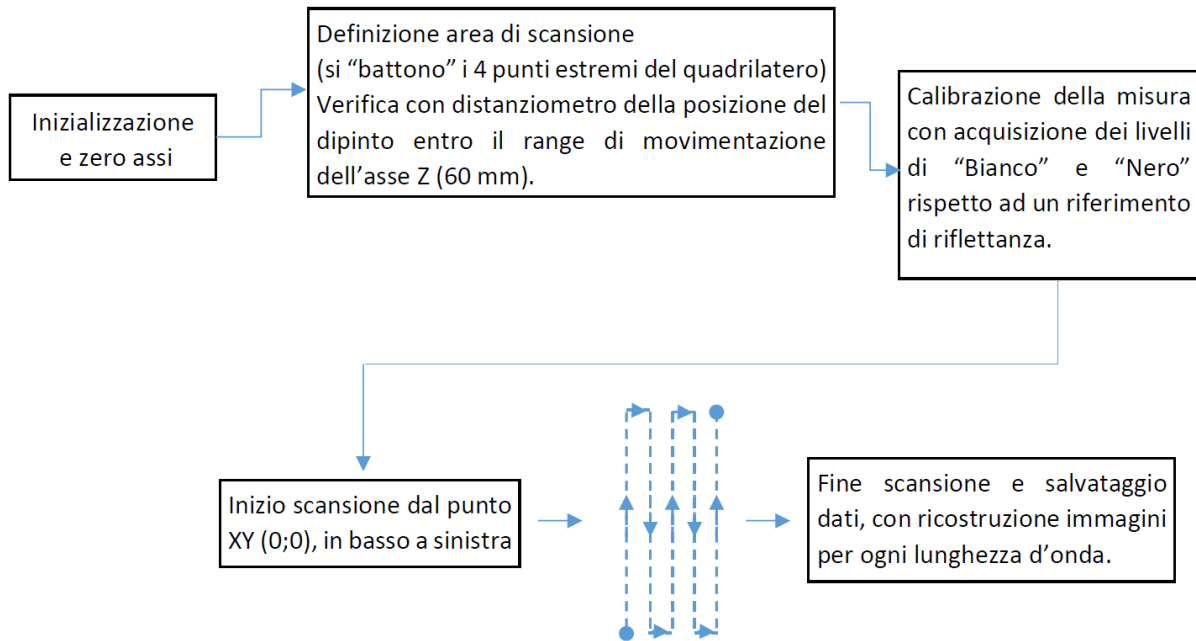 Inizializzazione
e zero assi
Definizione area di scansione
(si “battono” i 4 punti estremi del quadrilatero)
Verifica con distanziometro della posizione del
dipinto entro il range di movimentazione
dell’asse Z (60 mm).
Calibrazione della misura
con acquisizione dei livelli
di “Bianco” e “Nero”
rispetto ad un riferimento
di riflettanza.
Inizio scansione dal punto
XY (0;0), in basso a sinistra
Fine scansione e salvataggio
dati, con ricostruzione immagini
per ogni lunghezza d’onda.